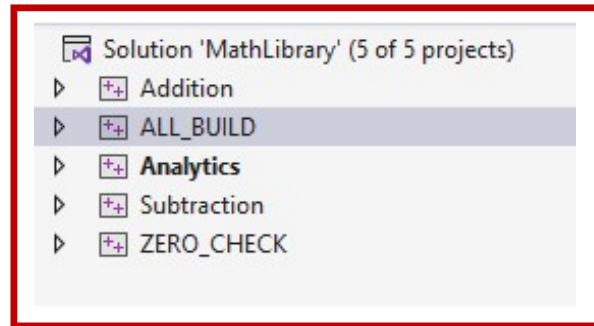 Solution 'MathLibrary' (5 of 5 projects)
Addition
ALL_BUILD
Analytics
Subtraction
ZERO_CHECK